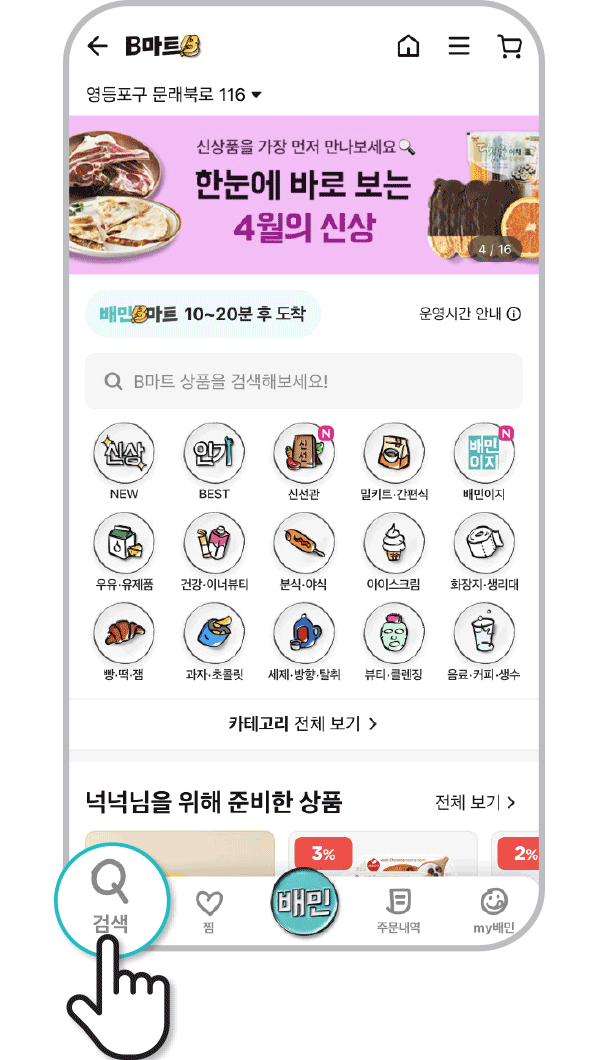 B마트B
영등포구 문래북로 116
신상품을 가장 먼저 만나보세요
한눈에 바로 보는
4월의 신상
4 / 16
배민B마트 10~20분 후 도착
운영시간 안내
B마트 상품을 검색해보세요!
신상
인기
신선
N
배민이지
N
NEW
BEST
신선관
밀키트·간편식
배민이지
우유·유제품
건강·이너뷰티
분식·야식
아이스크림
화장지·생리대
빵·떡·잼
과자·초콜릿
세제·방향·탈취
뷰티·클렌징
음료·커피·생수
카테고리 전체 보기
넉넉님을 위해 준비한 상품
전체 보기
3%
2%
검색
찜
배민
주문내역
my배민